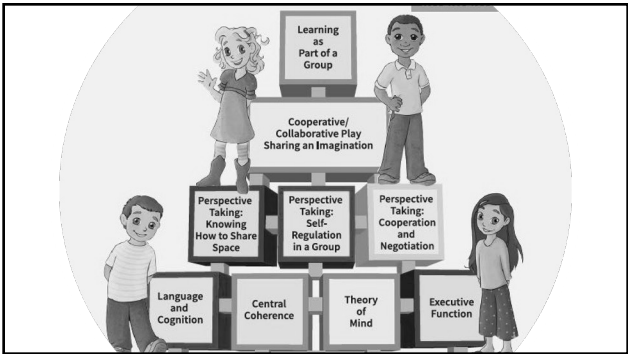 Learning
as
Part of a
Group
Cooperative/
Collaborative Play
Sharing an Imagination
Perspective
Taking:
Knowing
How to Share
Space
Perspective
Taking:
Self-
Regulation
in a Group
Perspective
Taking:
Cooperation
and
Negotiation
Language
and
Cognition
Central
Coherence
Theory
of
Mind
Executive
Function